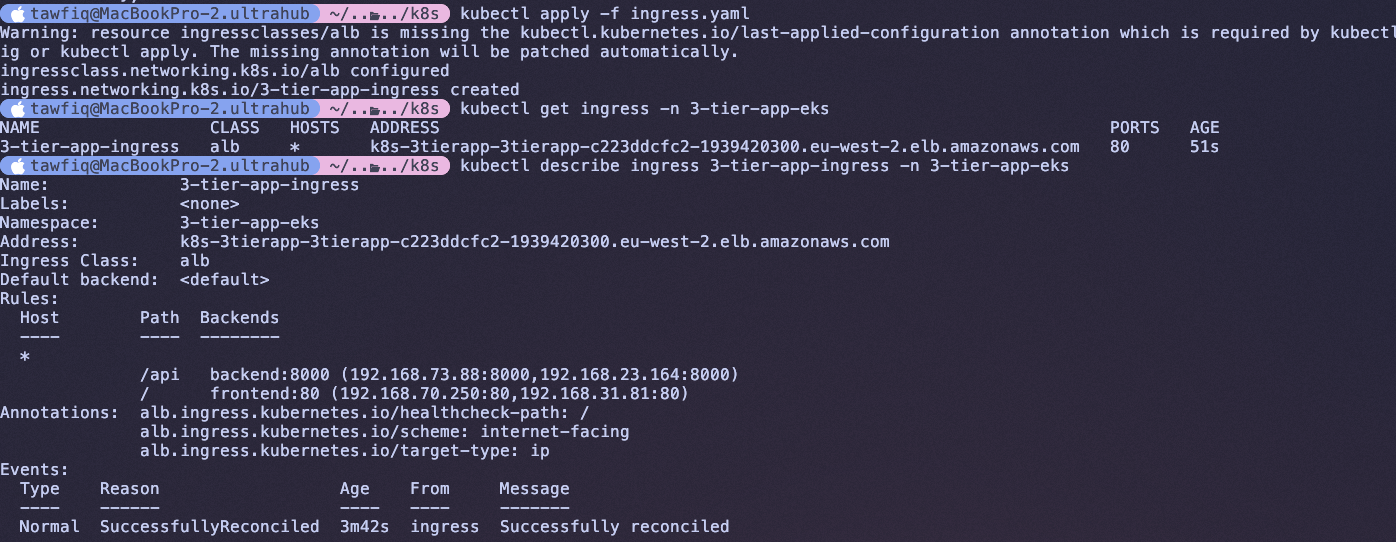 tawfiq@MacBookPro-2.ultrahub ~/..../k8s kubectl apply -f ingress.yaml
Warning: resource ingressclasses/alb is missing the kubectl.kubernetes.io/last-applied-configuration annotation which is required by kubectl
ig or kubectl apply. The missing annotation will be patched automatically.
ingressclass.networking.k8s.io/alb configured
ingress.networking.k8s.io/3-tier-app-ingress created
tawfiq@MacBookPro-2.ultrahub ~/..../k8s kubectl get ingress -n 3-tier-app-eks
NAME CLASS HOSTS ADDRESS PORTS AGE
3-tier-app-ingress alb * k8s-3tierapp-3tierapp-c223ddcfc2-1939420300.eu-west-2.elb.amazonaws.com 80 51s
tawfiq@MacBookPro-2.ultrahub ~/..../k8s kubectl describe ingress 3-tier-app-ingress -n 3-tier-app-eks
Name: 3-tier-app-ingress
Labels: <none>
Namespace: 3-tier-app-eks
Address: k8s-3tierapp-3tierapp-c223ddcfc2-1939420300.eu-west-2.elb.amazonaws.com
Ingress Class: alb
Default backend: <default>
Rules:
Host Path Backends
---- ---- --------
*
/api backend:8000 (192.168.73.88:8000,192.168.23.164:8000)
/ frontend:80 (192.168.70.250:80,192.168.31.81:80)
Annotations: alb.ingress.kubernetes.io/healthcheck-path: /
alb.ingress.kubernetes.io/scheme: internet-facing
alb.ingress.kubernetes.io/target-type: ip
Events:
Type Reason Age From Message
---- ------ ---- ---- -------
Normal SuccessfullyReconciled 3m42s ingress Successfully reconciled